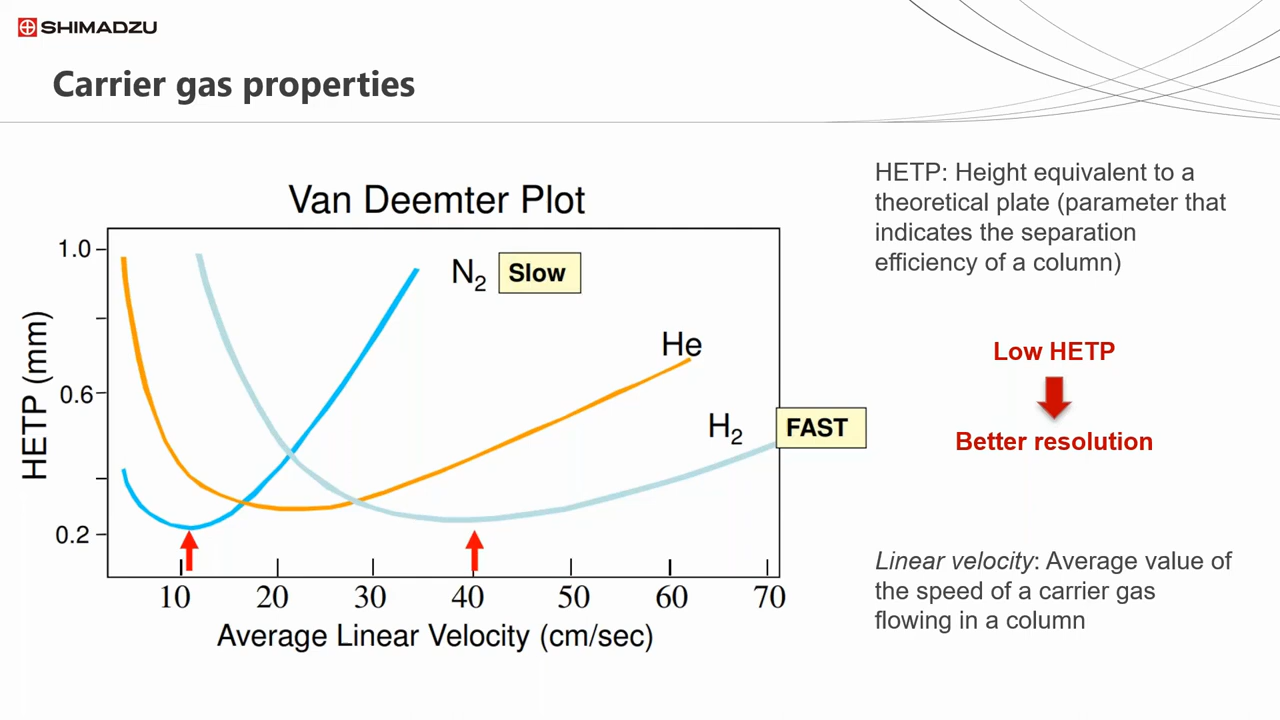 SHIMADZU
Carrier gas properties
Van Deemter Plot
HETP (mm)
1.0
0.6
0.2
N2 Slow
He
H2 FAST
10 20 30 40 50 60 70
Average Linear Velocity (cm/sec)
HETP: Height equivalent to a
theoretical plate (parameter that
indicates the separation
efficiency of a column)
Low HETP
Better resolution
Linear velocity: Average value of
the speed of a carrier gas
flowing in a column